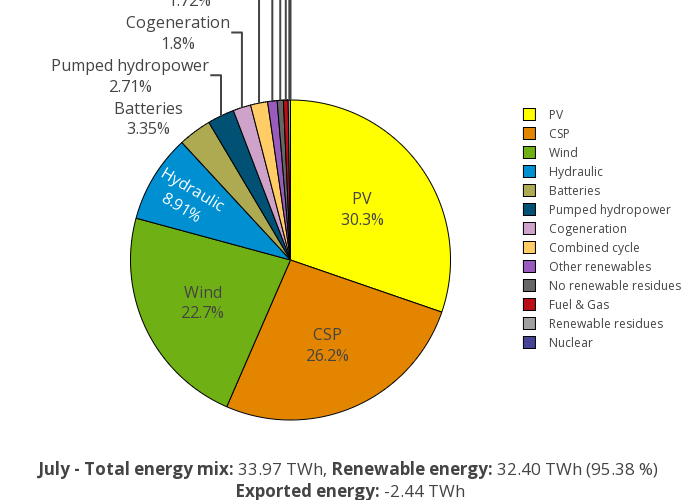 1.72%
Cogeneration
1.8%
Pumped hydropower
2.71%
Batteries
3.35%
Hydraulic
8.91%
PV
30.3%
Wind
22.7%
CSP
26.2%
PV
CSP
Wind
Hydraulic
Batteries
Pumped hydropower
Cogeneration
Combined cycle
Other renewables
No renewable residues
Fuel & Gas
Renewable residues
Nuclear
July - Total energy mix: 33.97 TWh, Renewable energy: 32.40 TWh (95.38 %)
Exported energy: -2.44 TWh